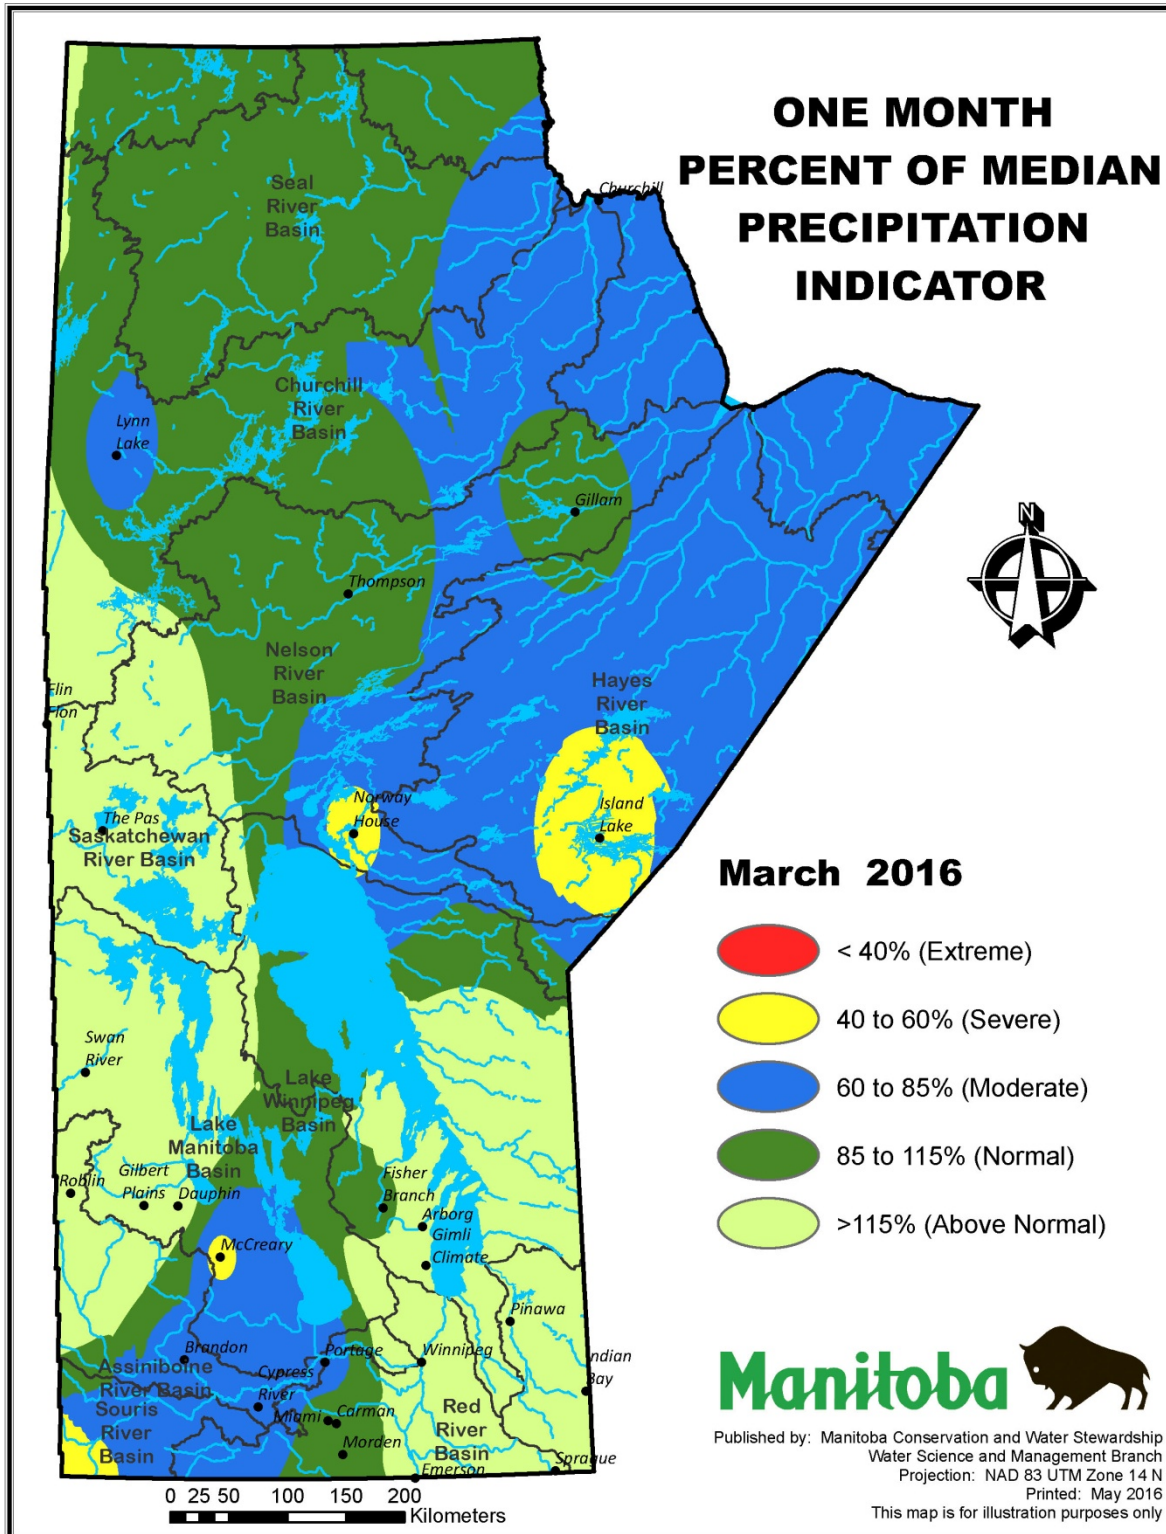 ONE MONTH
PERCENT OF MEDIAN
PRECIPITATION
INDICATOR
Seal
River
Basin
Churchill
Churchill
River
Basin
Lynn
Lake
Gillam
Thompson
Nelson
River
Basin
Hayes
River
Basin
Flin
Flon
Norway
House
Island
Lake
The Pas
Saskatchewan
River Basin
Swan
River
Lake
Winnipeg
Basin
Lake
Manitoba
Basin
Roblin
Gilbert
Plains
Dauphin
Fisher
Branch
Arborg
Gimli
Climate
McCreary
Pinawa
Brandon
Portage
Winnipeg
Indian
Bay
Assiniboine
River Basin
Cypress
River
Souris
River
Basin
Miami
Carman
Morden
Red
River
Basin
Emerson
Sprague
0 25 50 100 150 200
Kilometers
N
March 2016
< 40% (Extreme)
40 to 60% (Severe)
60 to 85% (Moderate)
85 to 115% (Normal)
>115% (Above Normal)
Manitoba
Published by: Manitoba Conservation and Water Stewardship
Water Science and Management Branch
Projection: NAD 83 UTM Zone 14 N
Printed: May 2016
This map is for illustration purposes only